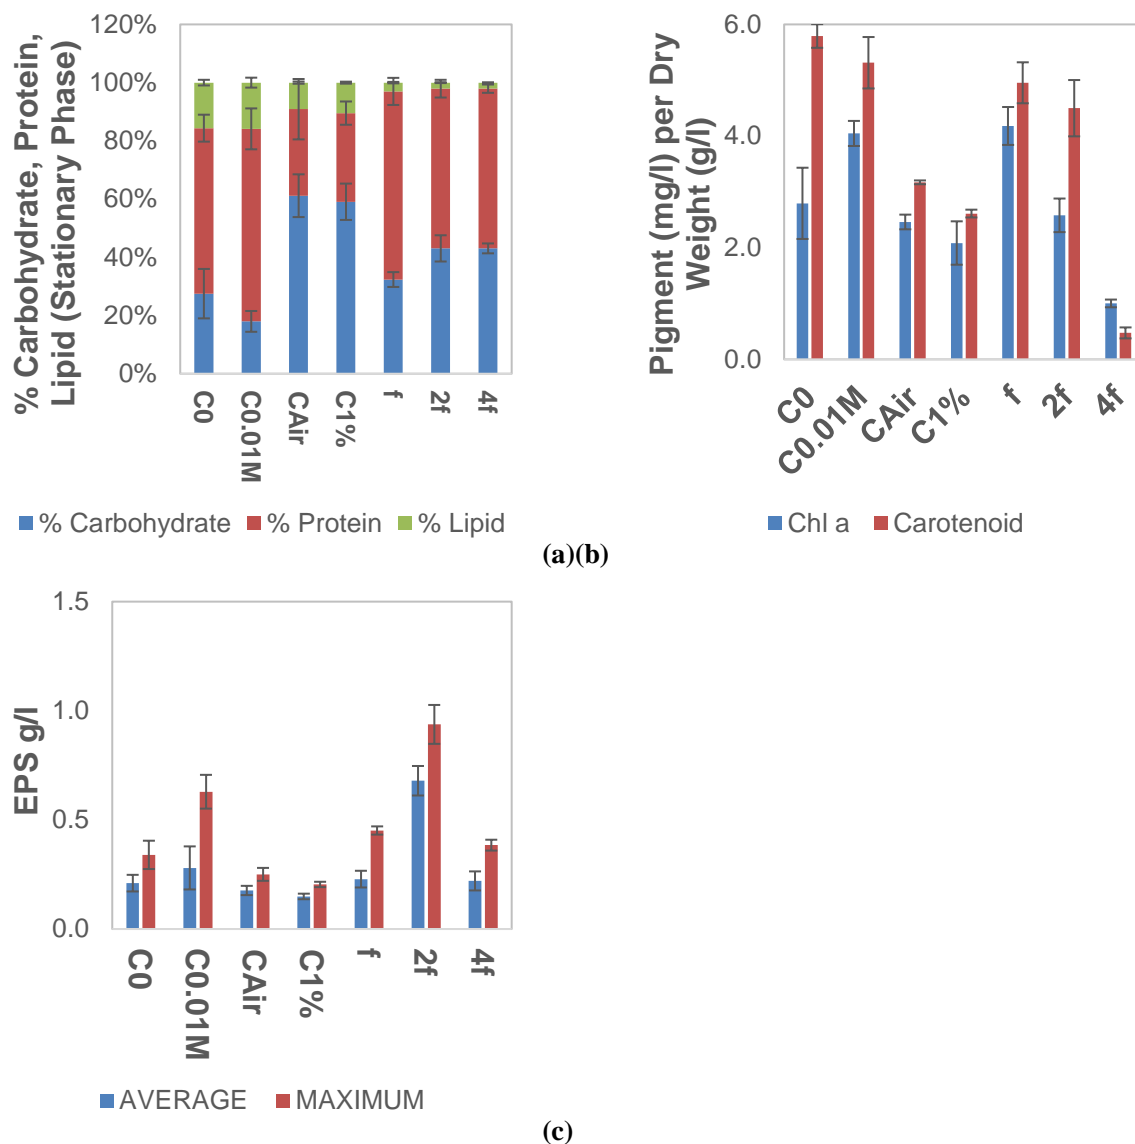 % Carbohydrate, Protein,
Lipid (Stationary Phase)
120%
100%
80%
60%
40%
20%
0%
C0
C0.01M
CAir
C1%
f
2f
4f
% Carbohydrate % Protein % Lipid
Pigment (mg/l) per Dry
Weight (g/l)
6.0
4.0
2.0
0.0
C0
C0.01M
CAir
C1%
f
2f
4f
Chl a Carotenoid
(a)(b)
EPS g/l
1.5
1.0
0.5
0.0
C0
C0.01M
CAir
C1%
f
2f
4f
AVERAGE MAXIMUM
(c)